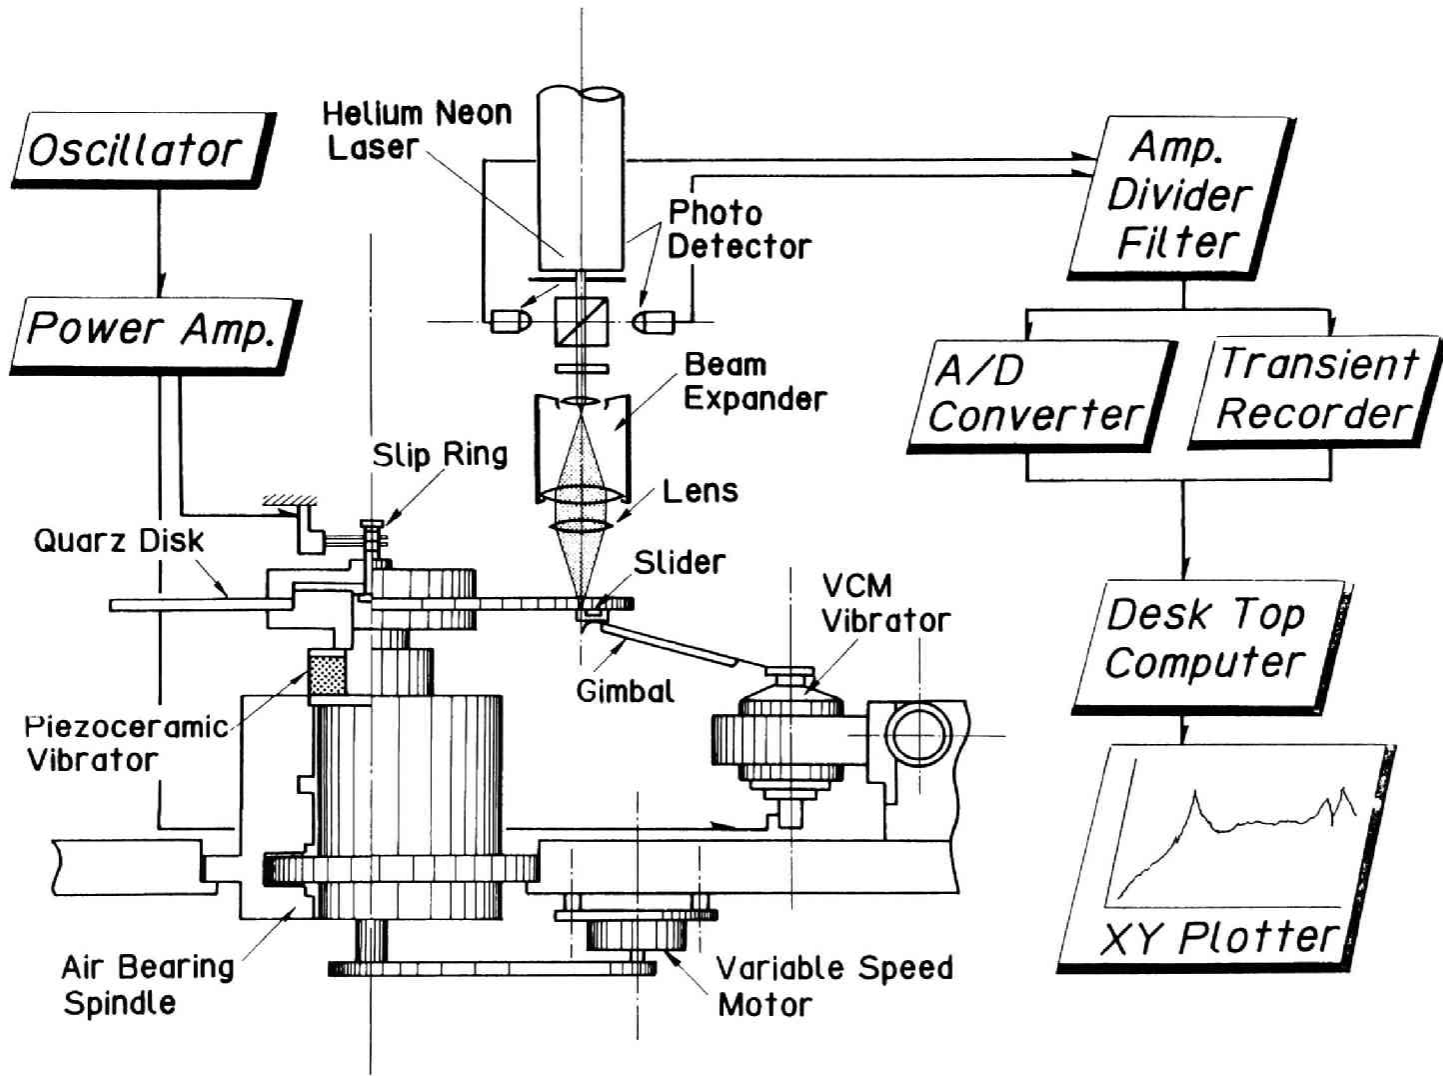 Helium Neon
Laser
Oscillator
Amp.
Divider
Filter
Photo
Detector
Power Amp.
Beam
Expander
A/D
Converter
Transient
Recorder
Slip Ring
Lens
Quarz Disk
Slider
VCM
Vibrator
Desk Top
Computer
Gimbal
Piezoceramic
Vibrator
XY Plotter
Air Bearing
Spindle
Variable Speed
Motor